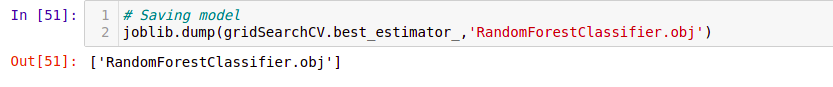 In [51]: 1 # Saving model
2 joblib.dump(gridSearchCV.best_estimator_,'RandomForestClassifier.obj')
Out[51]: ['RandomForestClassifier.obj']